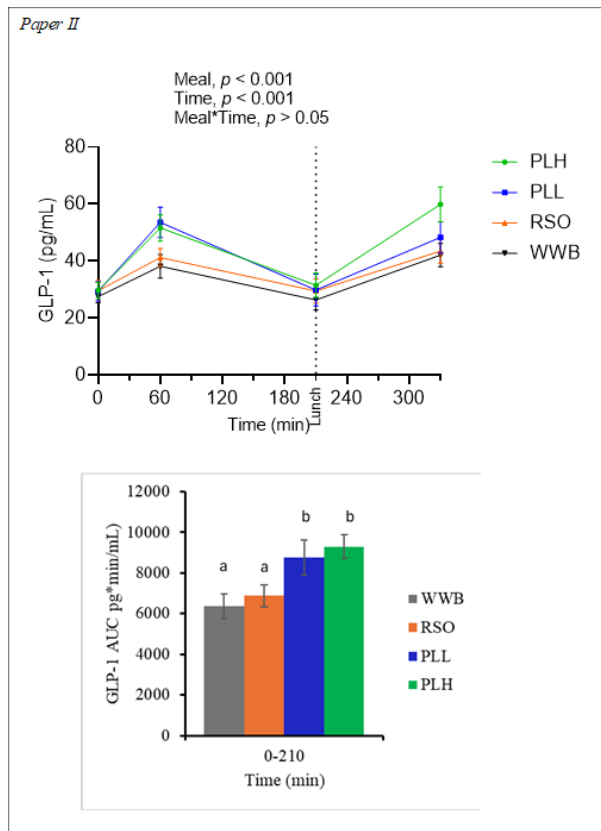 Paper II
Meal, p < 0.001
Time, p < 0.001
Meal*Time, p > 0.05
80
60
40
20
0
GLP-1 (pg/mL)
0 60 120 180 240 300
Lunch
Time (min)
PLH
PLL
RSO
WWB
12000
10000
8000
6000
4000
2000
0
GLP-1 AUC pg*min/mL)
a a b b
0-210
Time (min)
WWB
RSO
PLL
PLH